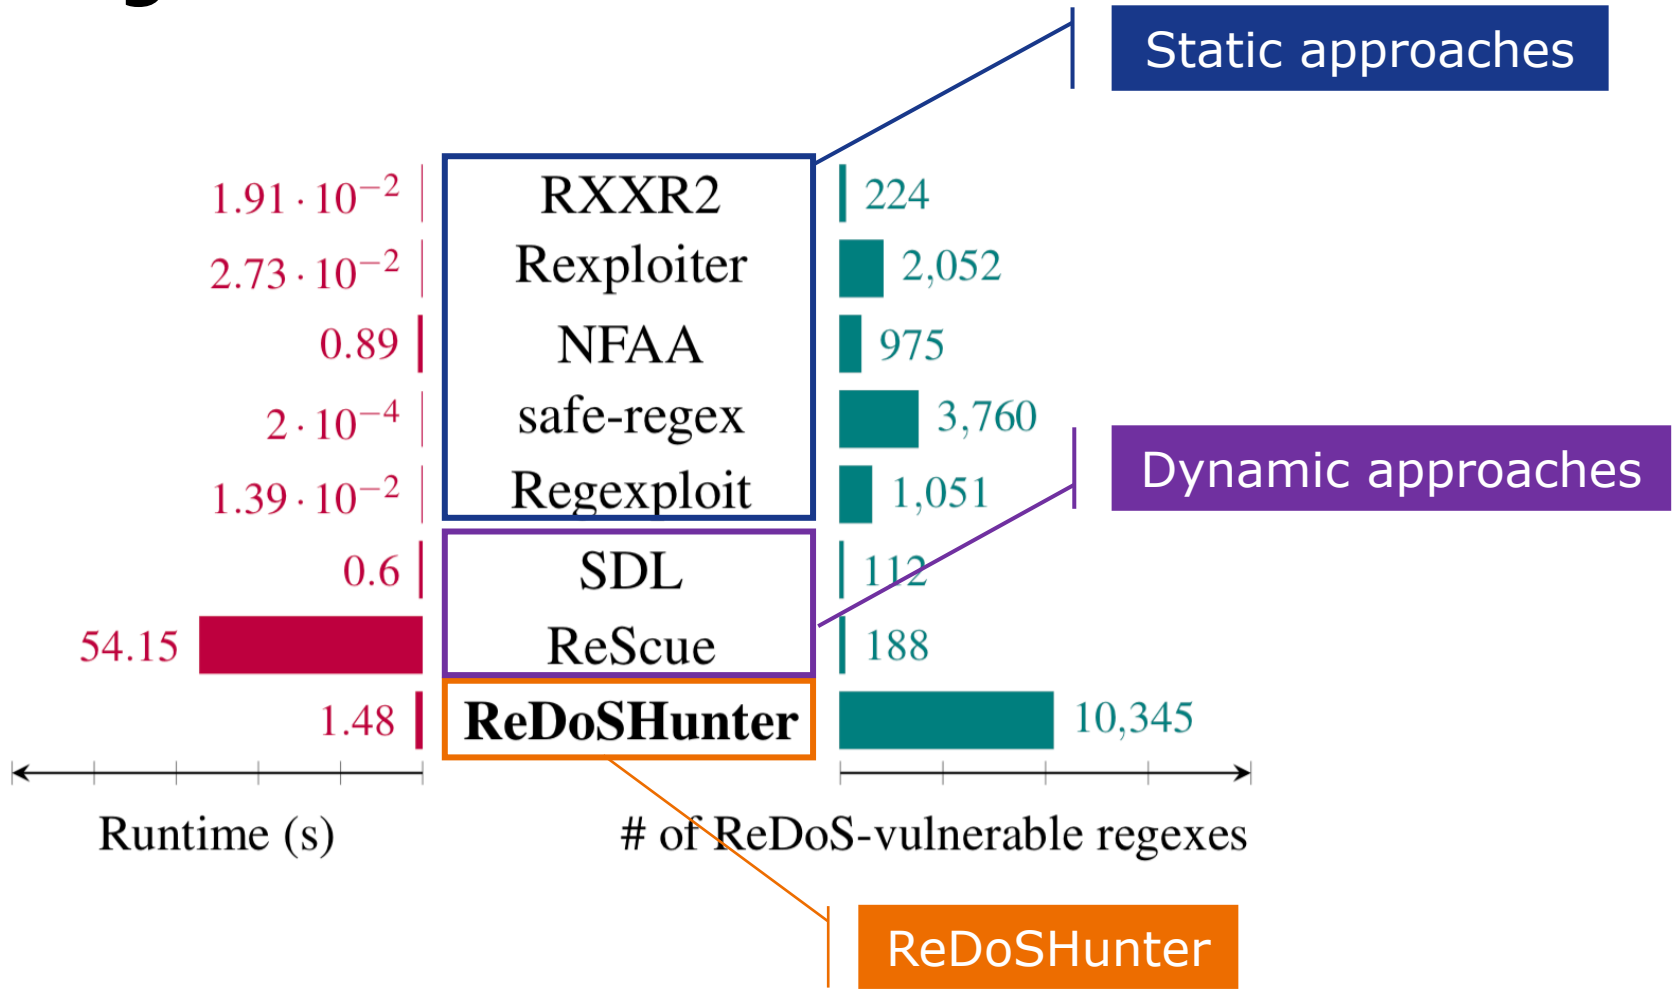 Static approaches
1.91 · 10⁻² RXXR2 224
2.73 · 10⁻² Rexploiter 2,052
0.89 NFAA 975
2 · 10⁻⁴ safe-regex 3,760
1.39 · 10⁻² Regexploit 1,051
Dynamic approaches
0.6 SDL 112
54.15 ReScue 188
1.48 ReDoSHunter 10,345
Runtime (s) # of ReDoS-vulnerable regexes
ReDoSHunter